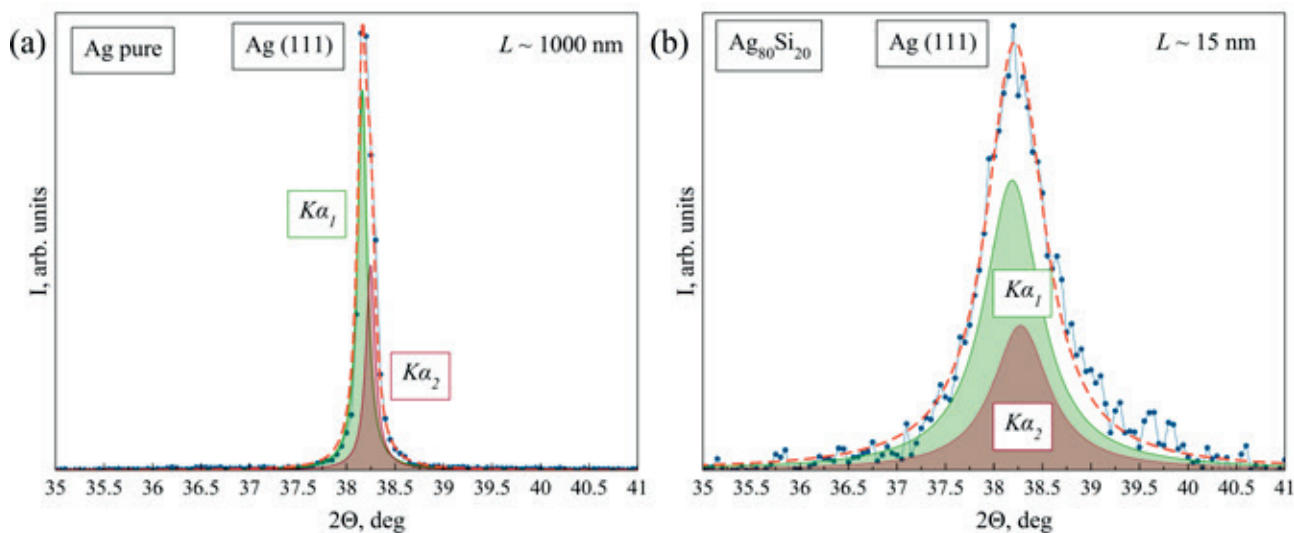 (a)
Ag pure
Ag (111)
L ~ 1000 nm
Kα₁
Kα₂
I, arb. units
35 35.5 36 36.5 37 37.5 38 38.5 39 39.5 40 40.5 41
2Θ, deg
(b)
Ag₈₀Si₂₀
Ag (111)
L ~ 15 nm
Kα₁
Kα₂
I, arb. units
35 35.5 36 36.5 37 37.5 38 38.5 39 39.5 40 40.5 41
2Θ, deg